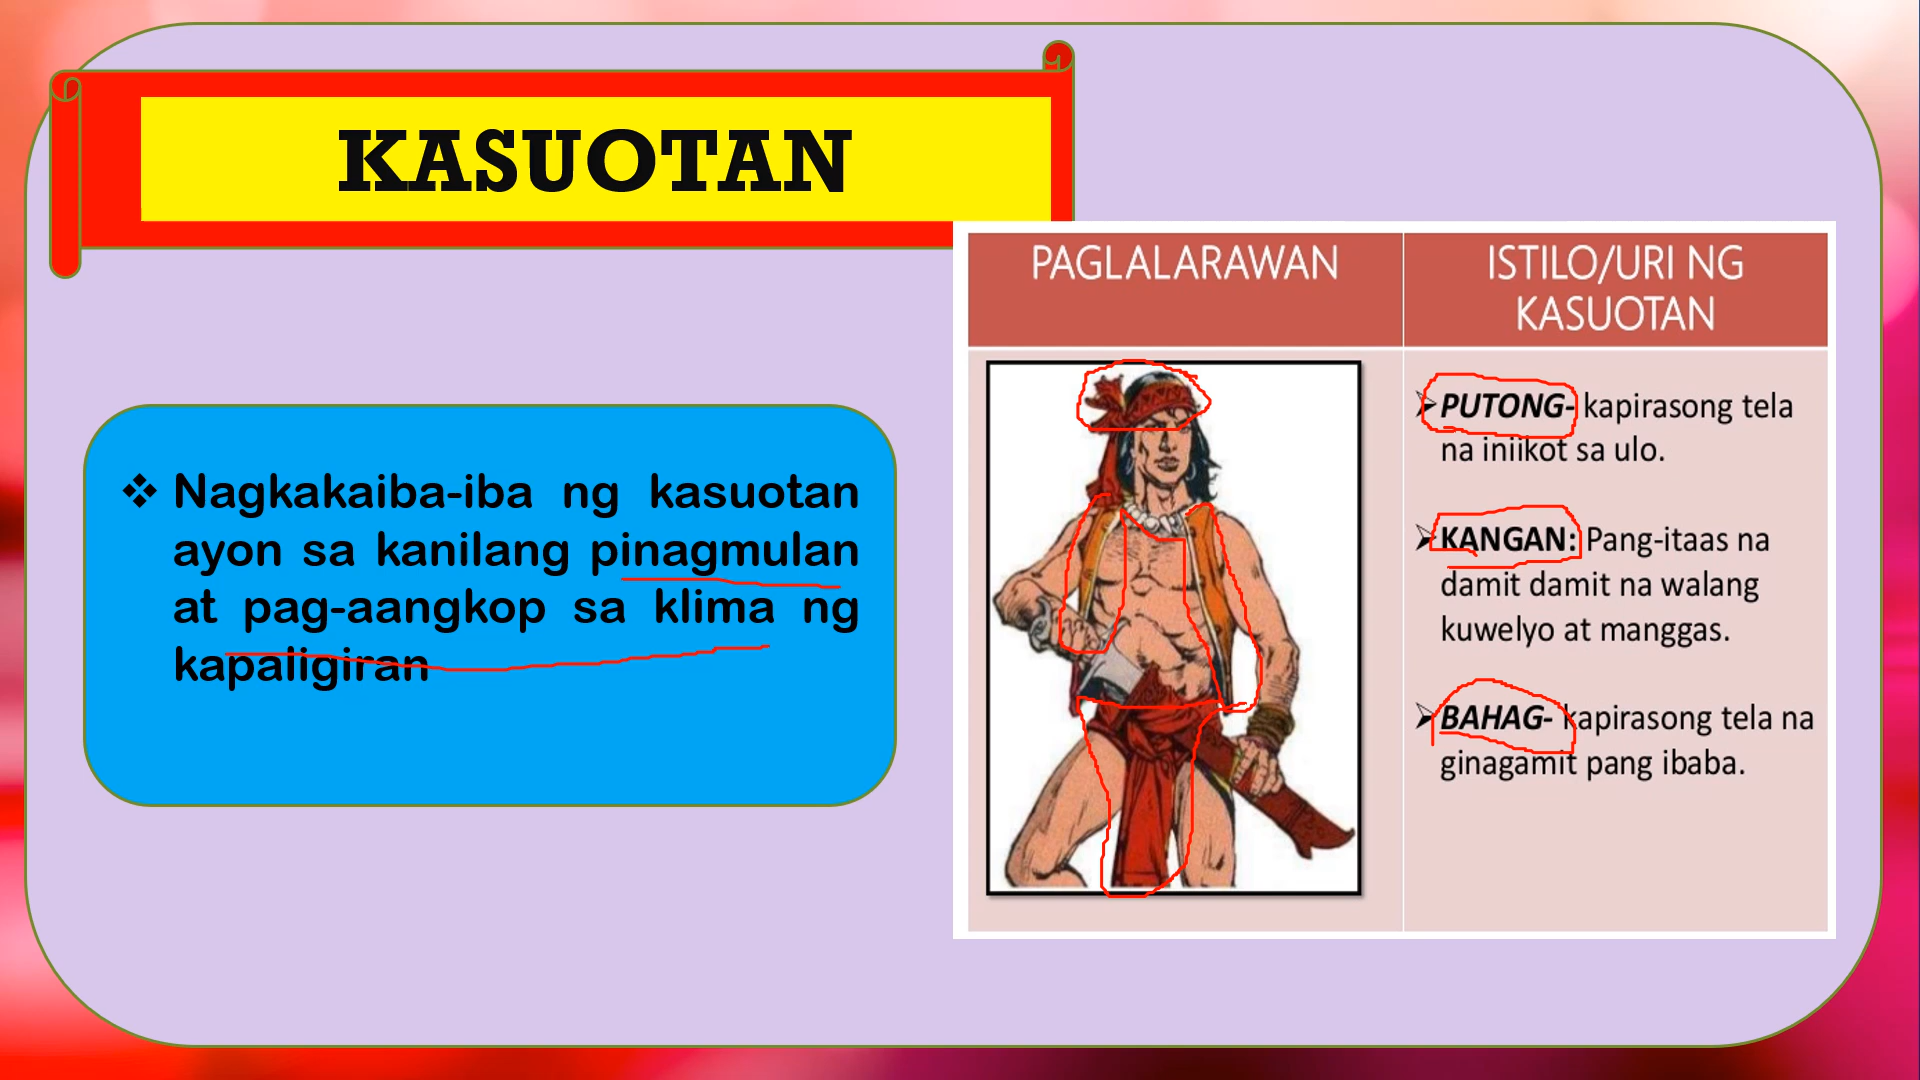 KASUOTAN
❖ Nagkakaiba-iba ng kasuotan
ayon sa kanilang pinagmulan
at pag-aangkop sa klima ng
kapaligiran
PAGLALARAWAN
ISTILO/URI NG
KASUOTAN
➢PUTONG- kapirasong tela
na iniikot sa ulo.
➢KANGAN: Pang-itaas na
damit damit na walang
kuwelyo at manggas.
➢BAHAG- kapirasong tela na
ginagamit pang ibaba.